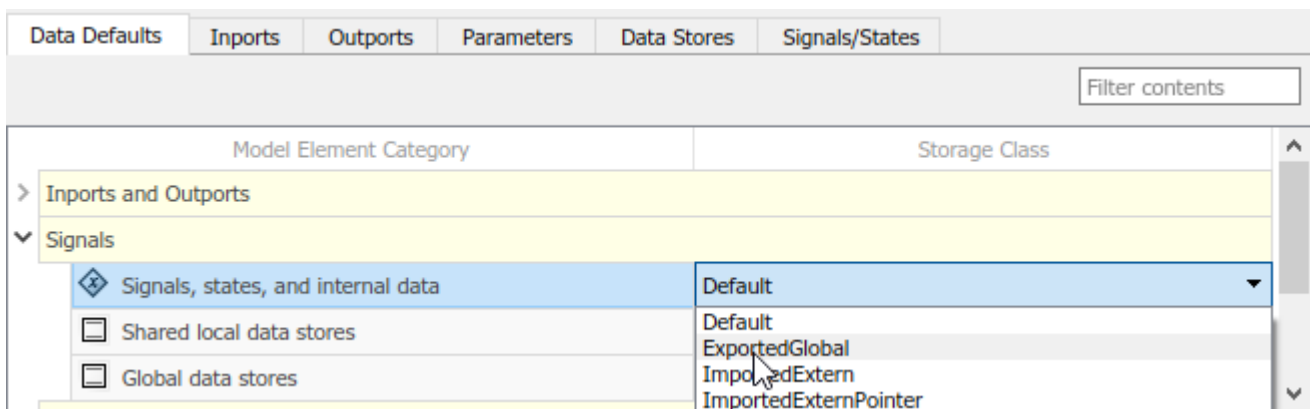 Data Defaults Inports Outports Parameters Data Stores Signals/States
Filter contents
Model Element Category Storage Class
Inports and Outports
Signals
Signals, states, and internal data Default
Default
Shared local data stores
ExportedGlobal
ImportedExtern
Global data stores
ImportedExternPointer